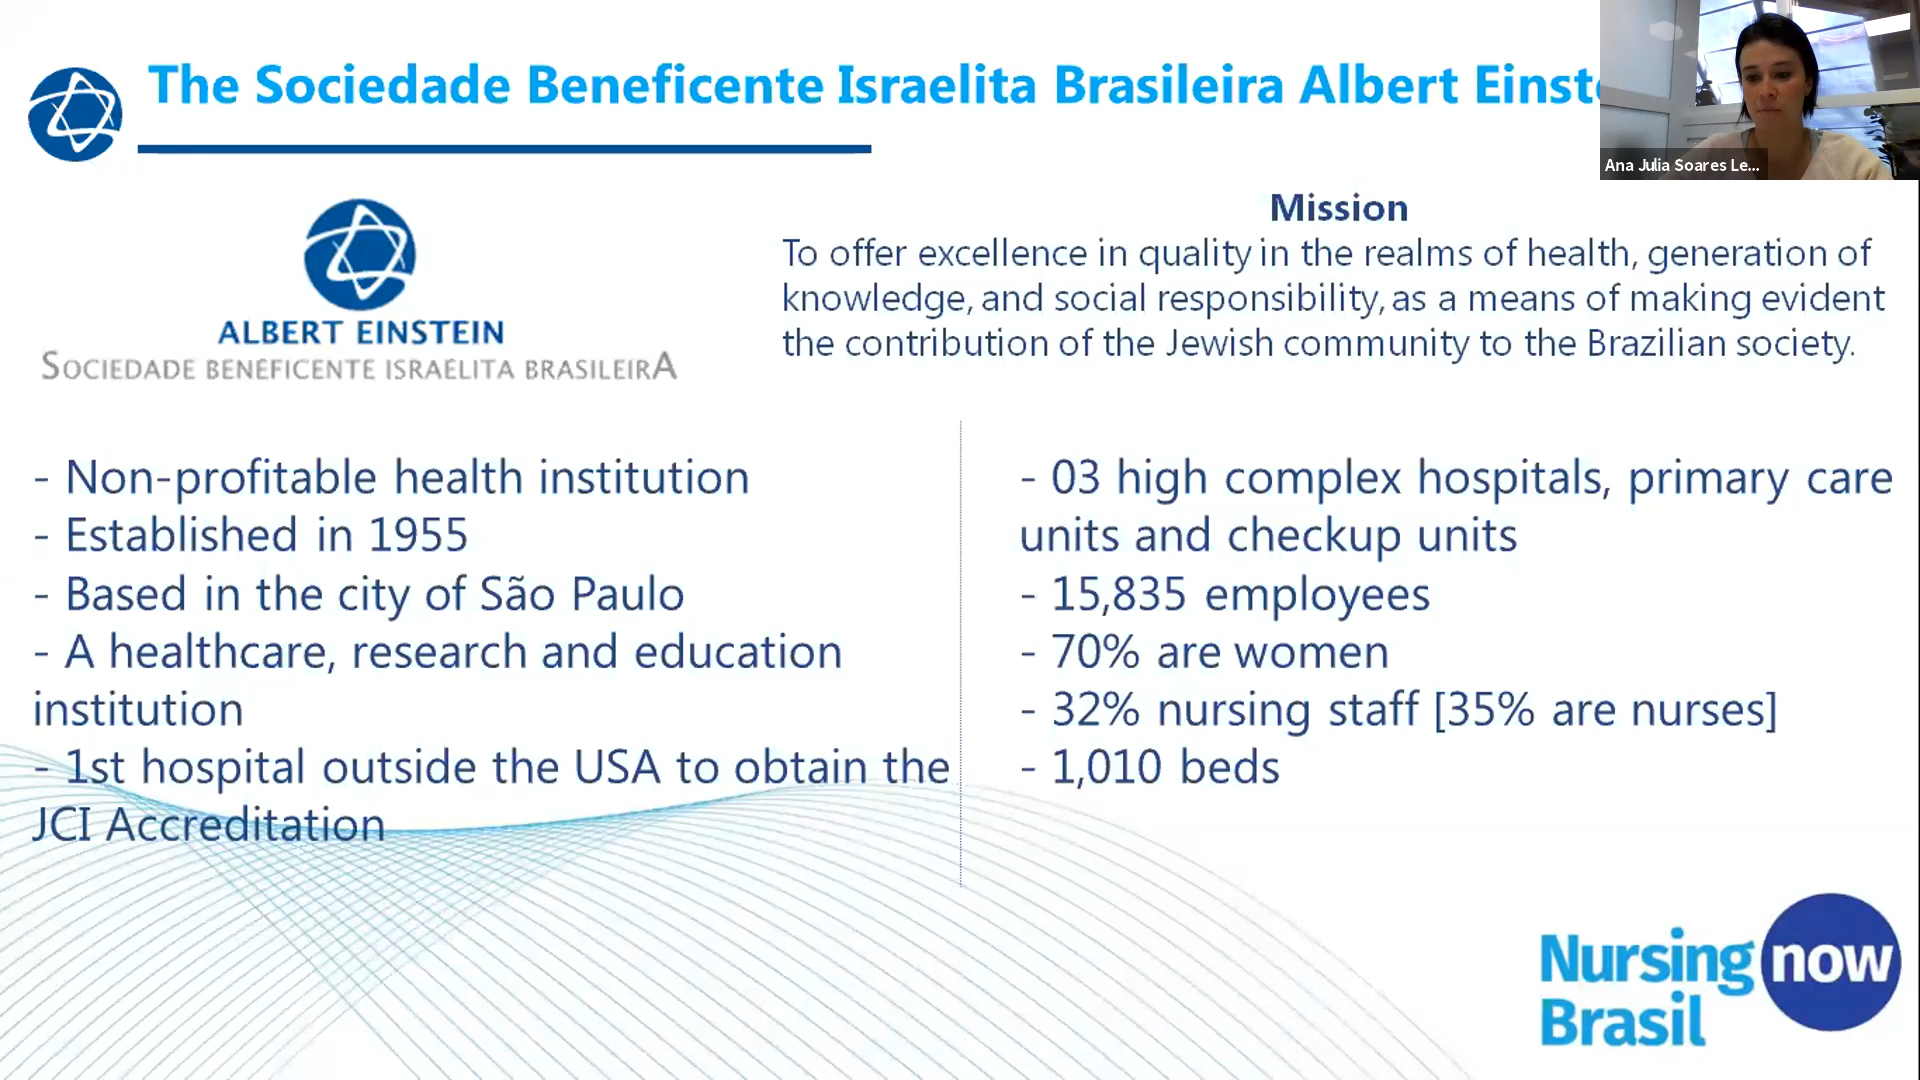 The Sociedade Beneficente Israelita Brasileira Albert Einst
Ana Julia Soares Le...
ALBERT EINSTEIN
SOCIEDADE BENEFICENTE ISRAELITA BRASILEIRA
Mission
To offer excellence in quality in the realms of health, generation of
knowledge, and social responsibility, as a means of making evident
the contribution of the Jewish community to the Brazilian society.
- Non-profitable health institution
- Established in 1955
- Based in the city of São Paulo
- A healthcare, research and education
institution
- 1st hospital outside the USA to obtain the
JCI Accreditation
- 03 high complex hospitals, primary care
units and checkup units
- 15,835 employees
- 70% are women
- 32% nursing staff [35% are nurses]
- 1,010 beds
Nursing now
Brasil